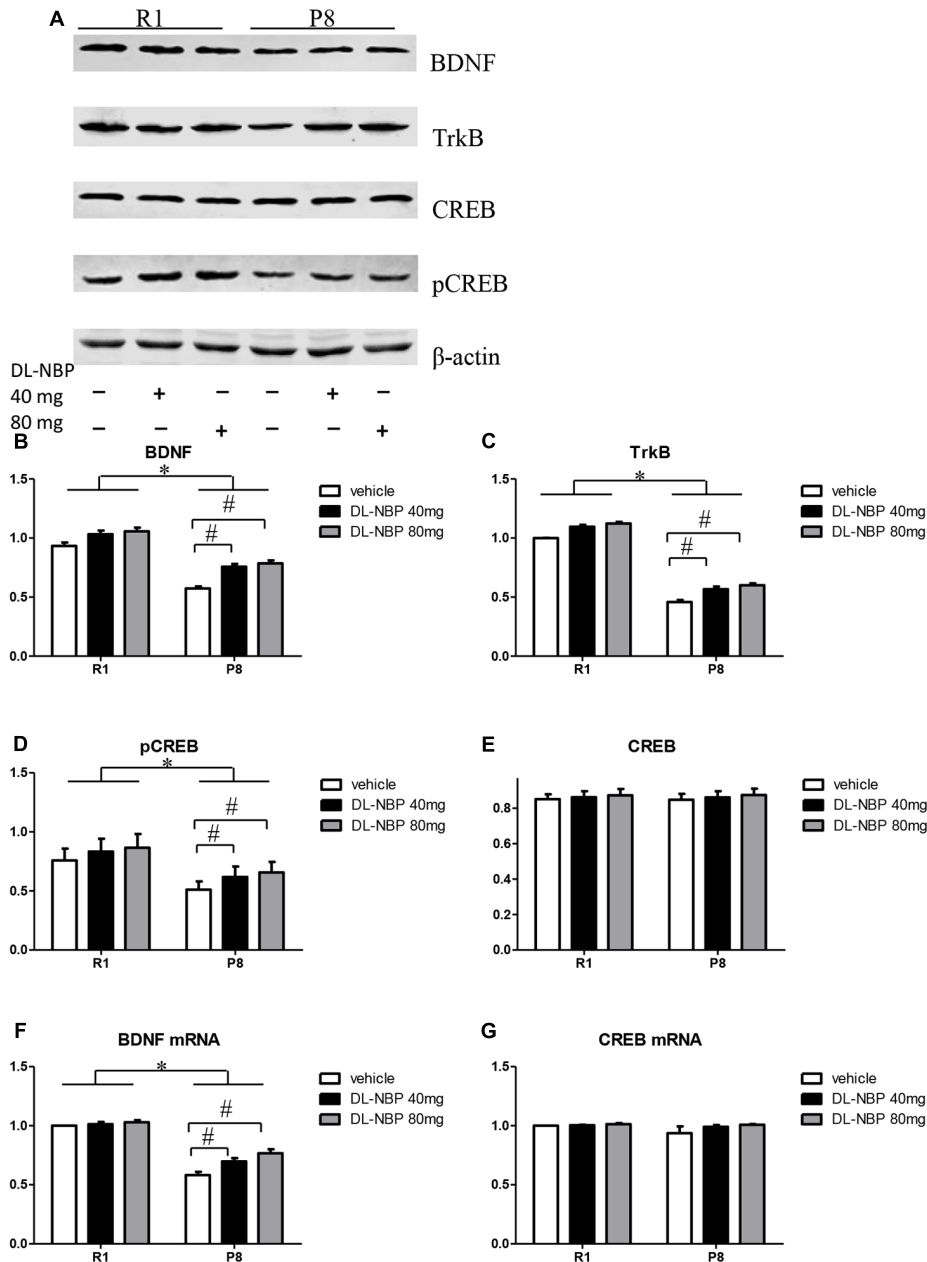 A
R1 P8
BDNF
TrkB
CREB
pCREB
β-actin
DL-NBP
40 mg − + − − + −
80 mg − − + − − +
B
BDNF
1.5
1.0
0.5
0.0
*
#
#
R1 P8
vehicle
DL-NBP 40mg
DL-NBP 80mg
C
TrkB
1.5
1.0
0.5
0.0
*
#
#
R1 P8
vehicle
DL-NBP 40mg
DL-NBP 80mg
D
pCREB
1.5
1.0
0.5
0.0
*
#
#
R1 P8
vehicle
DL-NBP 40mg
DL-NBP 80mg
E
CREB
0.8
0.6
0.4
0.2
0.0
R1 P8
vehicle
DL-NBP 40mg
DL-NBP 80mg
F
BDNF mRNA
1.5
1.0
0.5
0.0
*
#
#
R1 P8
vehicle
DL-NBP 40mg
DL-NBP 80mg
G
CREB mRNA
1.5
1.0
0.5
0.0
R1 P8
vehicle
DL-NBP 40mg
DL-NBP 80mg